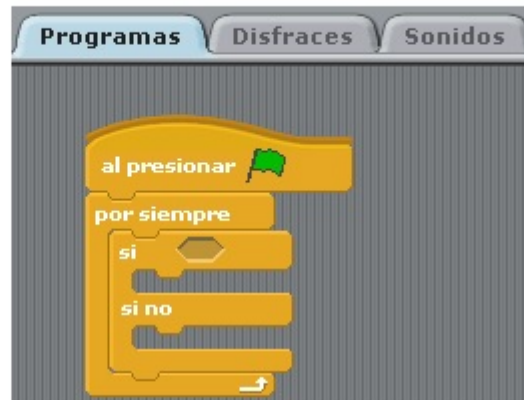 Programas Disfraces Sonidos
al presionar
por siempre
si
si no